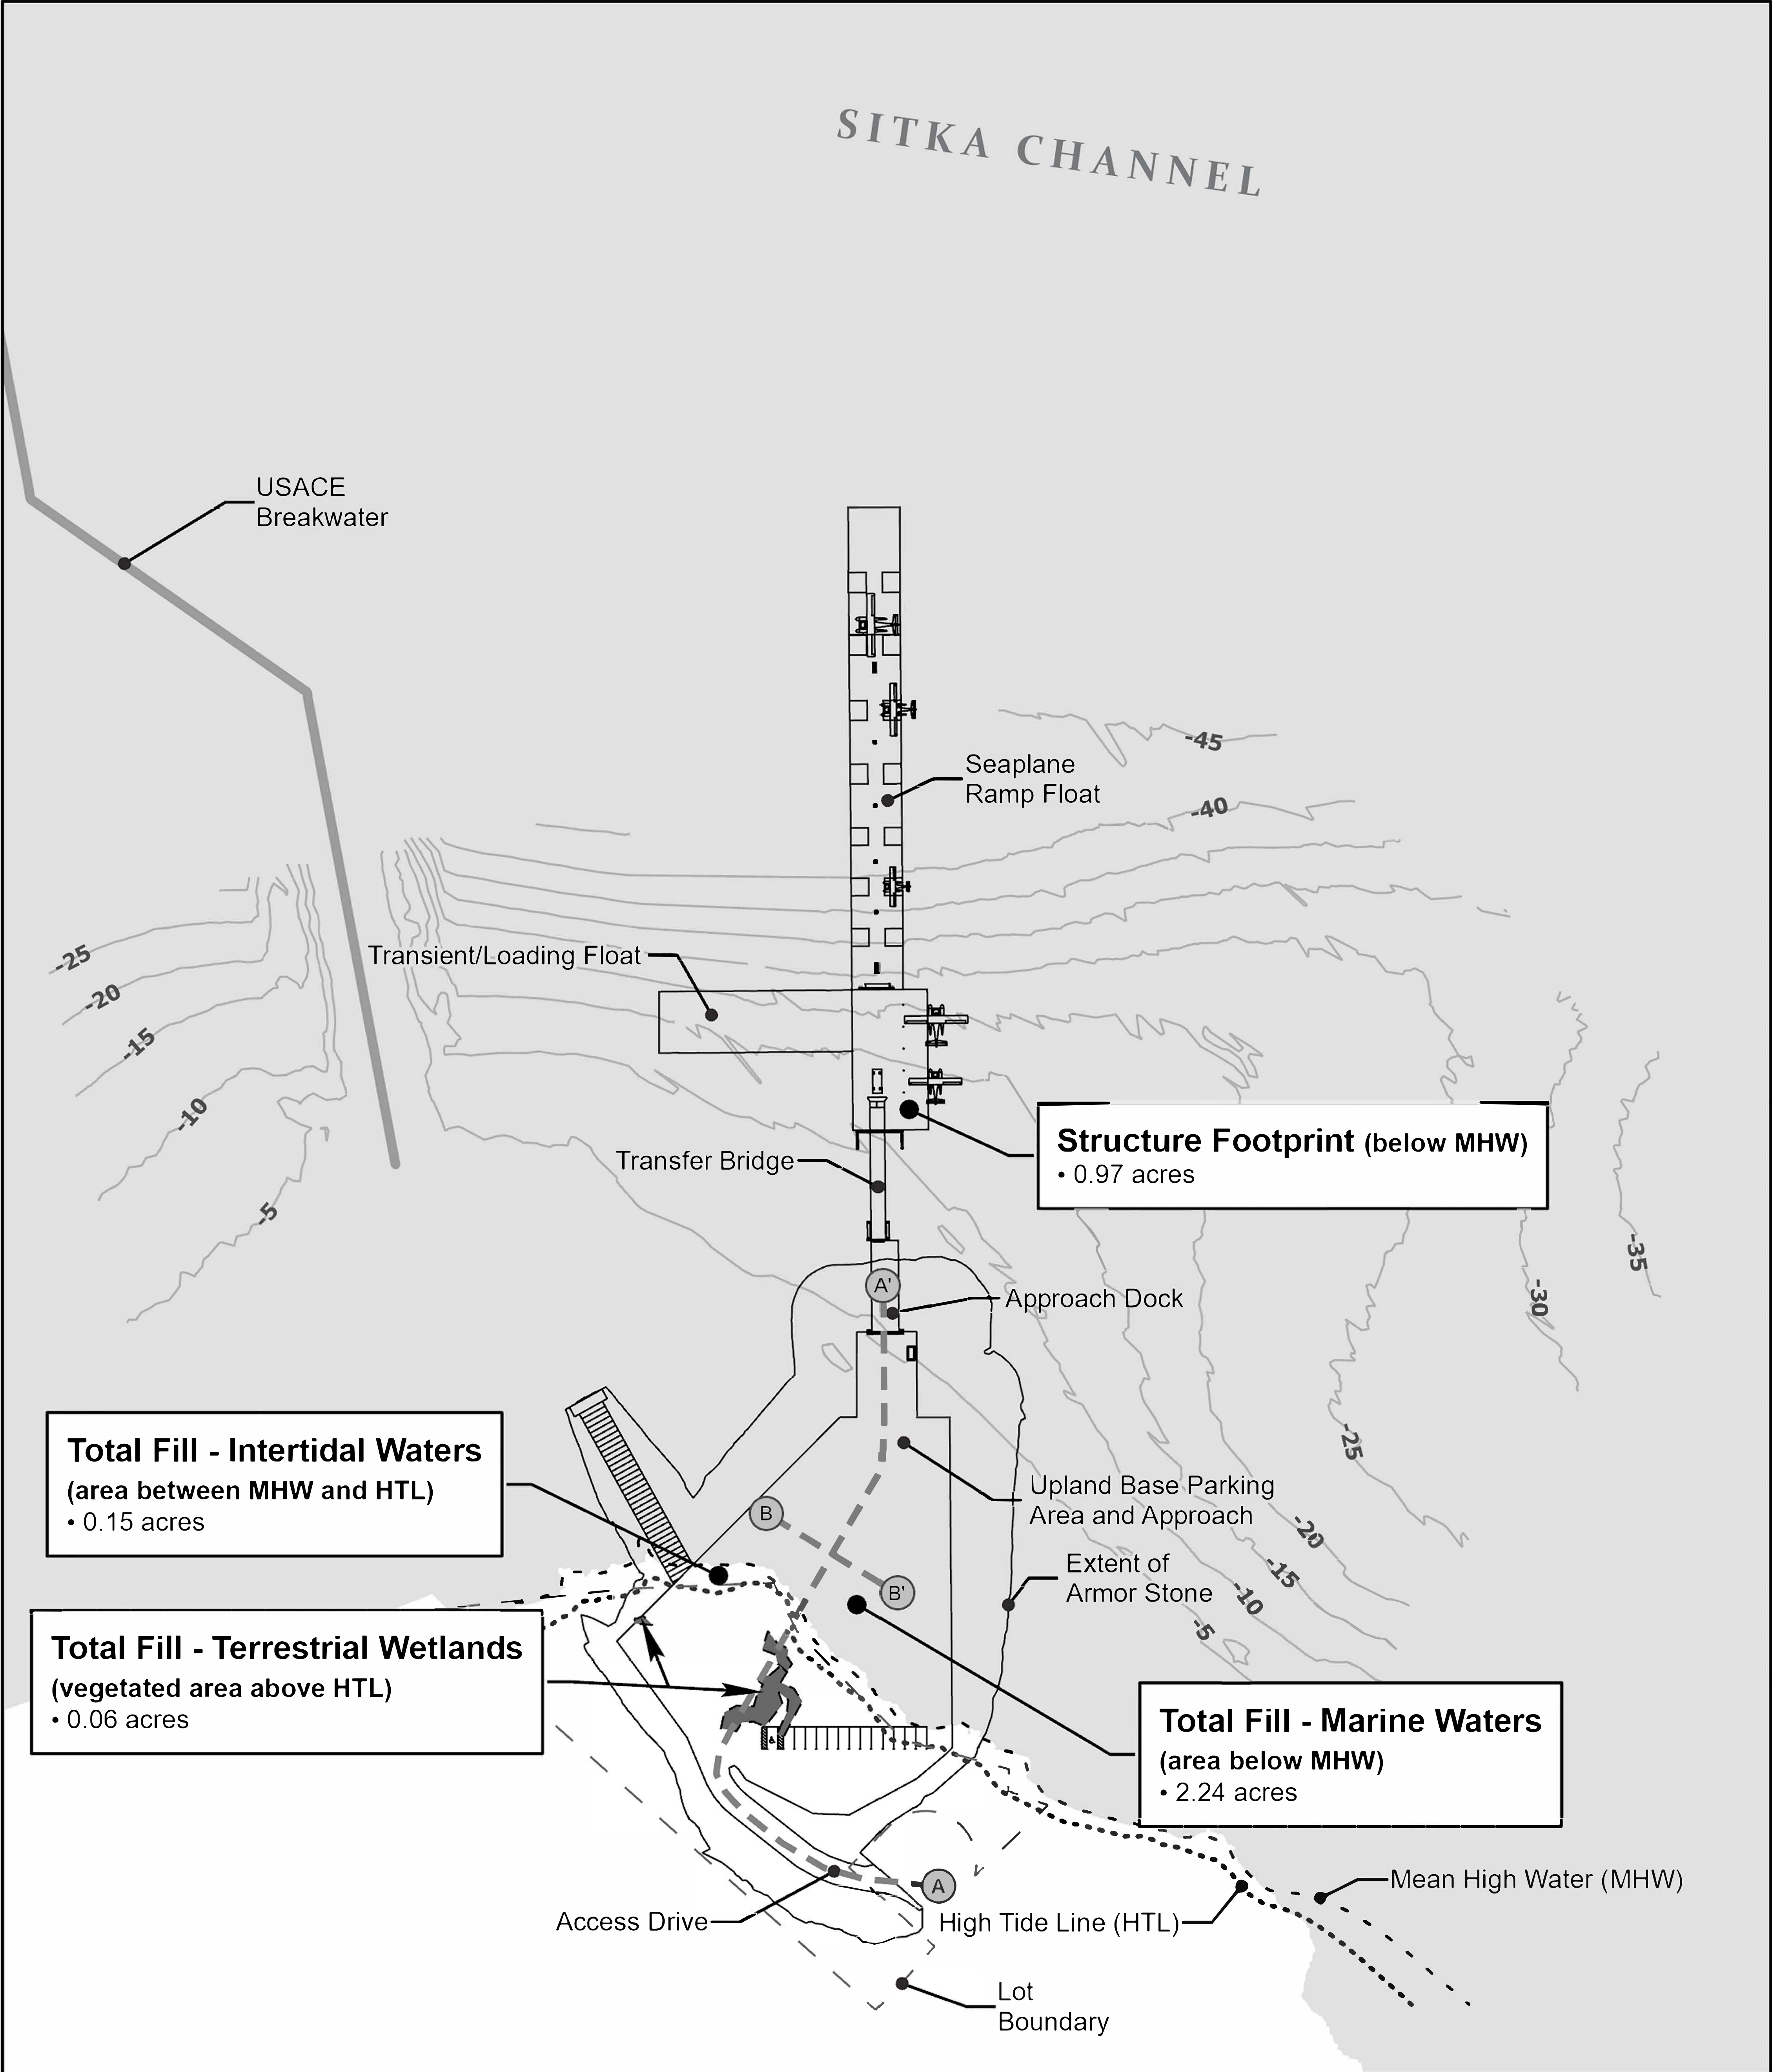 SITKA CHANNEL
USACE
Breakwater
-45
Seaplane
Ramp Float
-40
Transient/Loading Float
-25
-20
-15
-10
-5
Structure Footprint (below MHW)
• 0.97 acres
Transfer Bridge
-35
-30
A'
Approach Dock
Total Fill - Intertidal Waters
(area between MHW and HTL)
• 0.15 acres
-25
Upland Base Parking
Area and Approach
B
B'
-20
-15
-10
-5
Extent of
Armor Stone
Total Fill - Terrestrial Wetlands
(vegetated area above HTL)
• 0.06 acres
Total Fill - Marine Waters
(area below MHW)
• 2.24 acres
Mean High Water (MHW)
A
Access Drive
High Tide Line (HTL)
Lot
Boundary